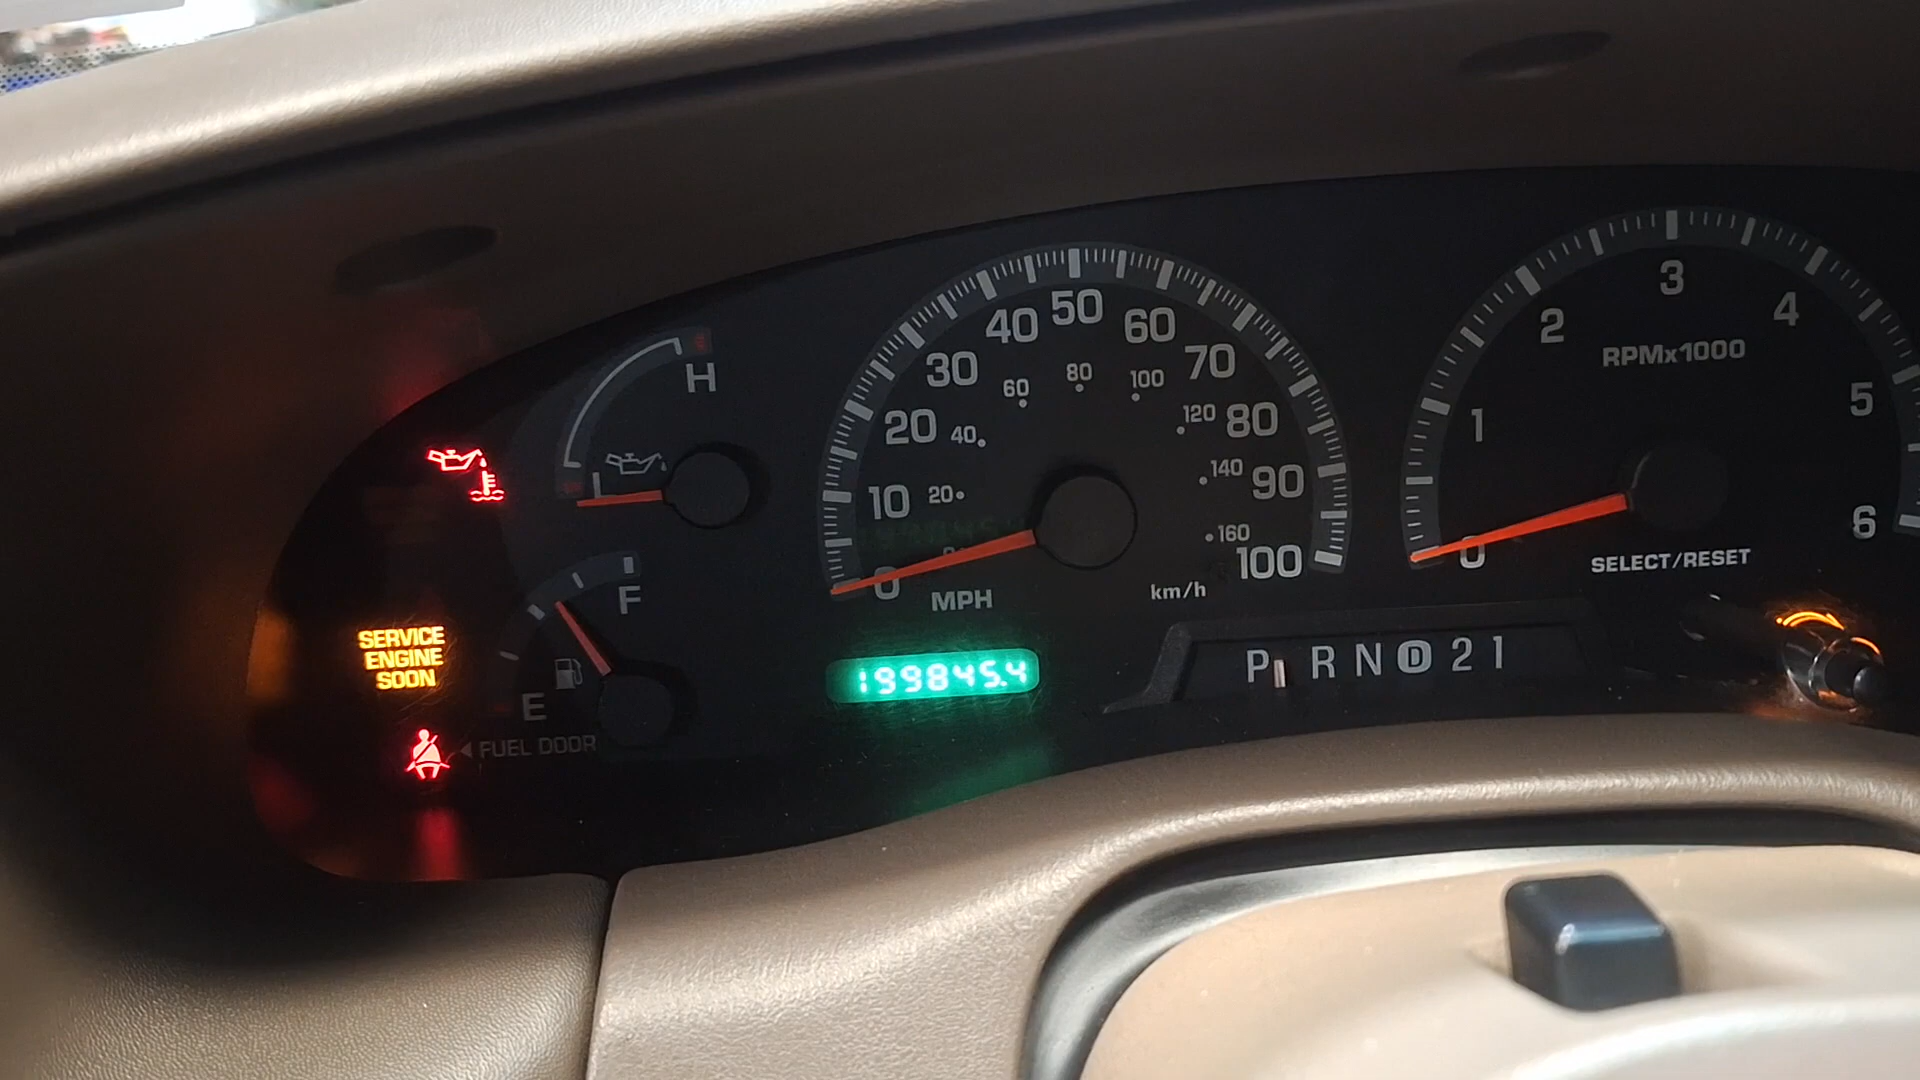 H
L
F
E
FUEL DOOR
SERVICE
ENGINE
SOON
0 10 20 30 40 50 60 70 80 90 100
20 40 60 80 100 120 140 160
MPH
km/h
199845.4
0 1 2 3 4 5 6
RPMx1000
SELECT/RESET
P R N D 2 1